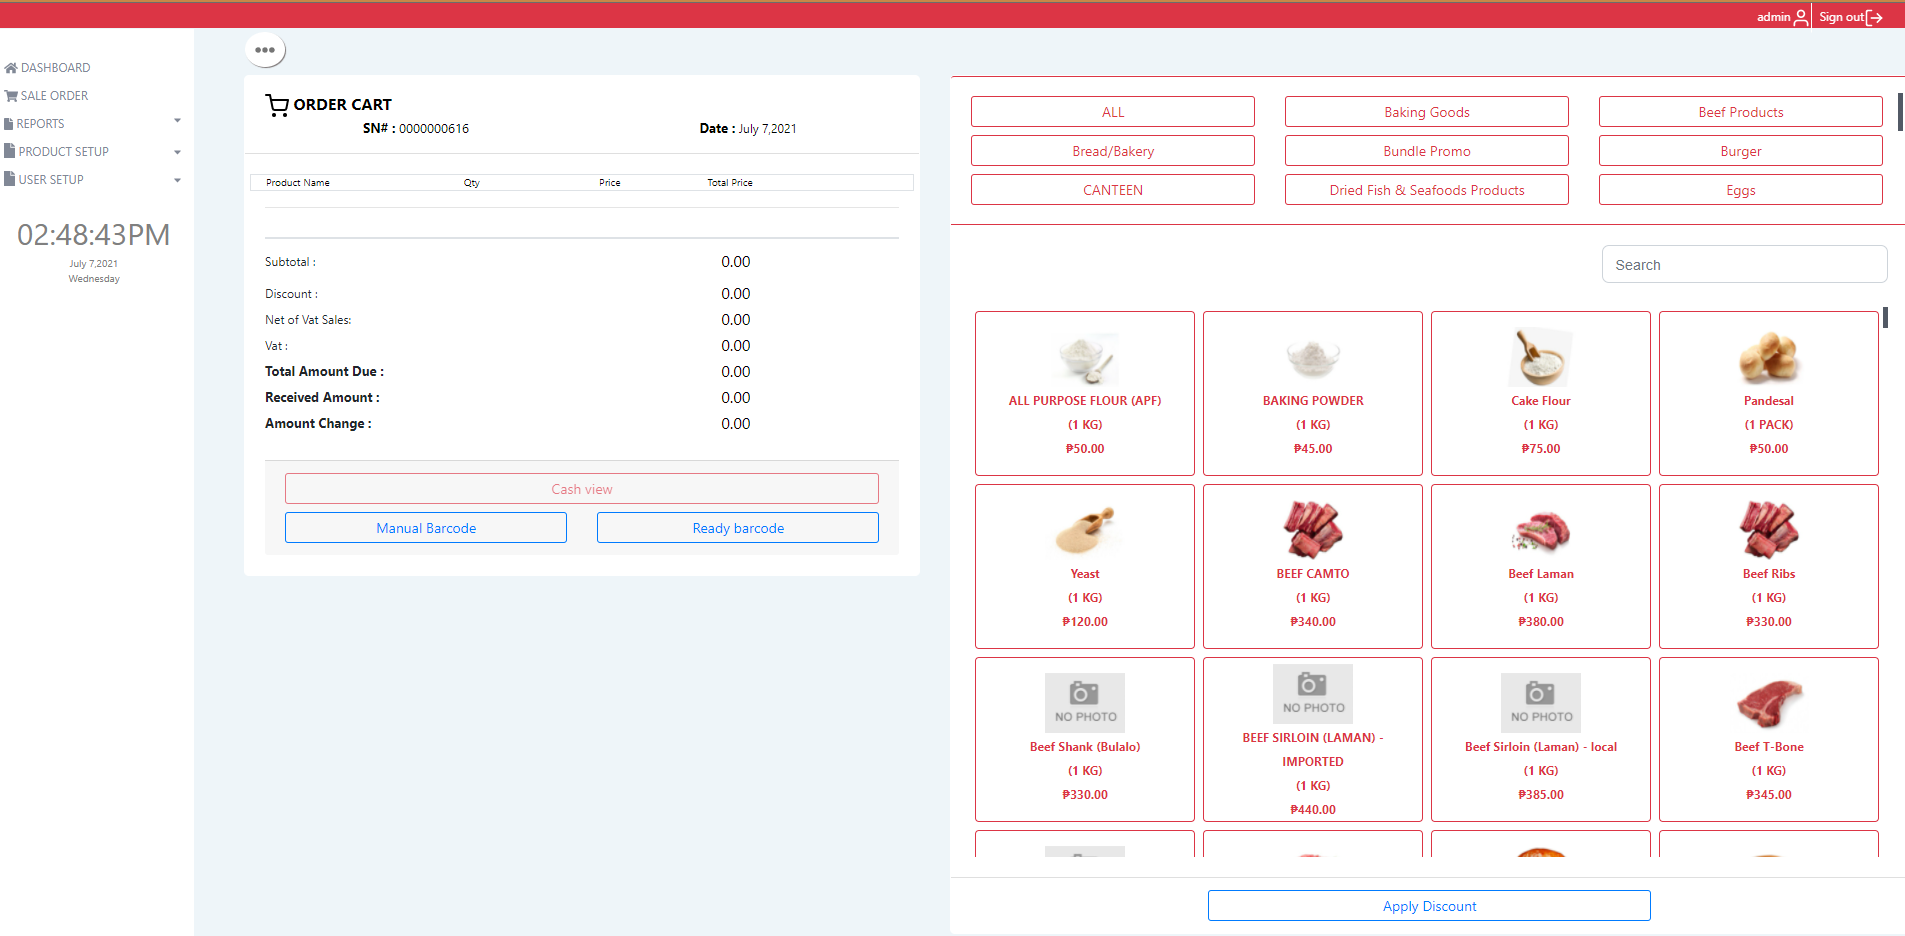 admin
Sign out
DASHBOARD
SALE ORDER
REPORTS
PRODUCT SETUP
USER SETUP
02:48:43PM
July 7,2021
Wednesday
ORDER CART
SN# : 0000000616
Date : July 7,2021
Product Name Qty Price Total Price
Subtotal : 0.00
Discount : 0.00
Net of Vat Sales: 0.00
Vat : 0.00
Total Amount Due : 0.00
Received Amount : 0.00
Amount Change : 0.00
Cash view
Manual Barcode
Ready barcode
ALL
Baking Goods
Beef Products
Bread/Bakery
Bundle Promo
Burger
CANTEEN
Dried Fish & Seafoods Products
Eggs
Search
ALL PURPOSE FLOUR (APF)
(1 KG)
₱50.00
BAKING POWDER
(1 KG)
₱45.00
Cake Flour
(1 KG)
₱75.00
Pandesal
(1 PACK)
₱50.00
Yeast
(1 KG)
₱120.00
BEEF CAMTO
(1 KG)
₱340.00
Beef Laman
(1 KG)
₱380.00
Beef Ribs
(1 KG)
₱330.00
NO PHOTO
Beef Shank (Bulalo)
(1 KG)
₱330.00
NO PHOTO
BEEF SIRLOIN (LAMAN) -
IMPORTED
(1 KG)
₱440.00
NO PHOTO
Beef Sirloin (Laman) - local
(1 KG)
₱385.00
Beef T-Bone
(1 KG)
₱345.00
Apply Discount